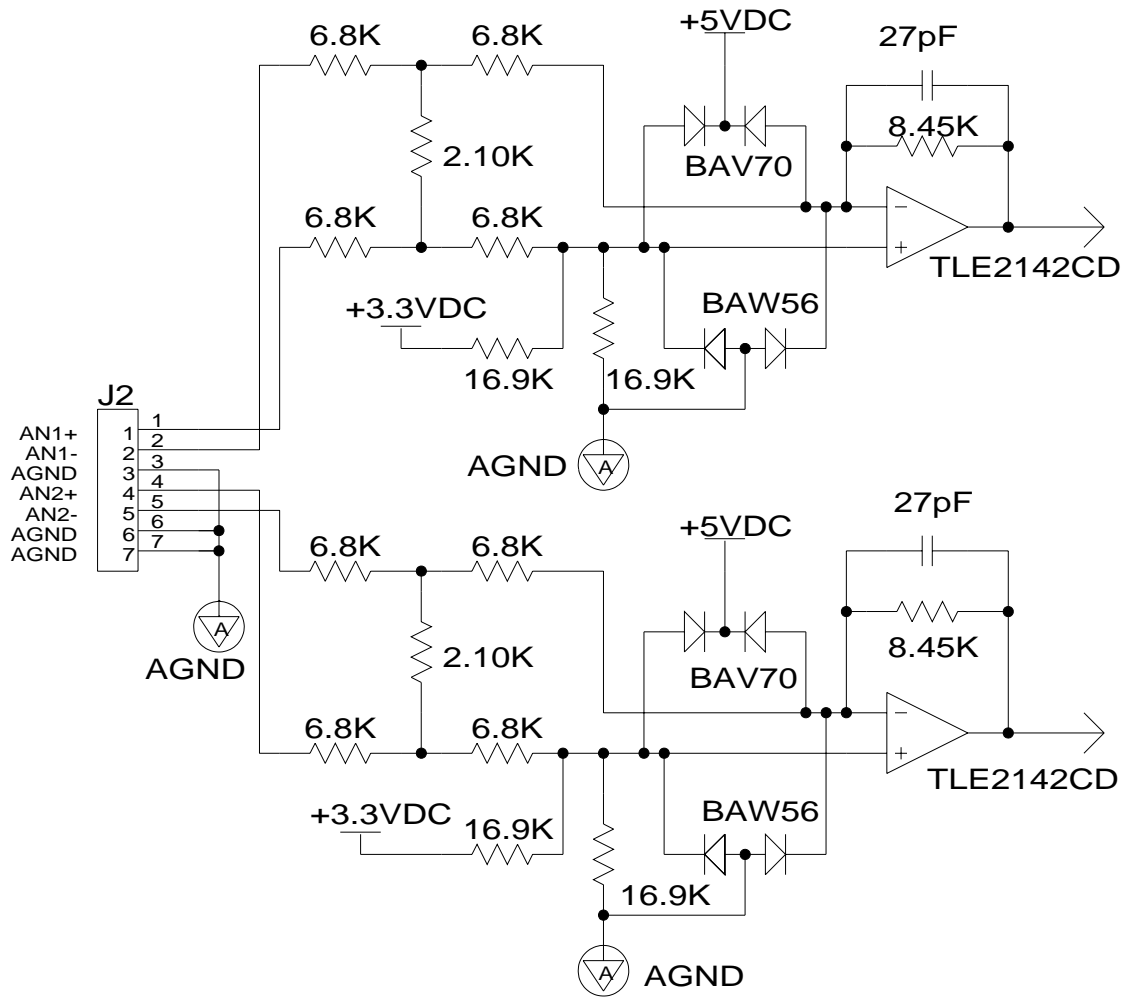 +5VDC
27pF
6.8K 6.8K
8.45K
2.10K
BAV70
6.8K 6.8K
−
+
TLE2142CD
+3.3VDC
BAW56
16.9K 16.9K
J2
AN1+ 1 1
AN1- 2 2
AGND 3 3
AN2+ 4 4
AN2- 5 5
AGND 6 6
AGND 7 7
AGND A
A
AGND
+5VDC
27pF
6.8K 6.8K
8.45K
2.10K
BAV70
6.8K 6.8K
−
+
TLE2142CD
+3.3VDC 16.9K
BAW56
16.9K
A AGND